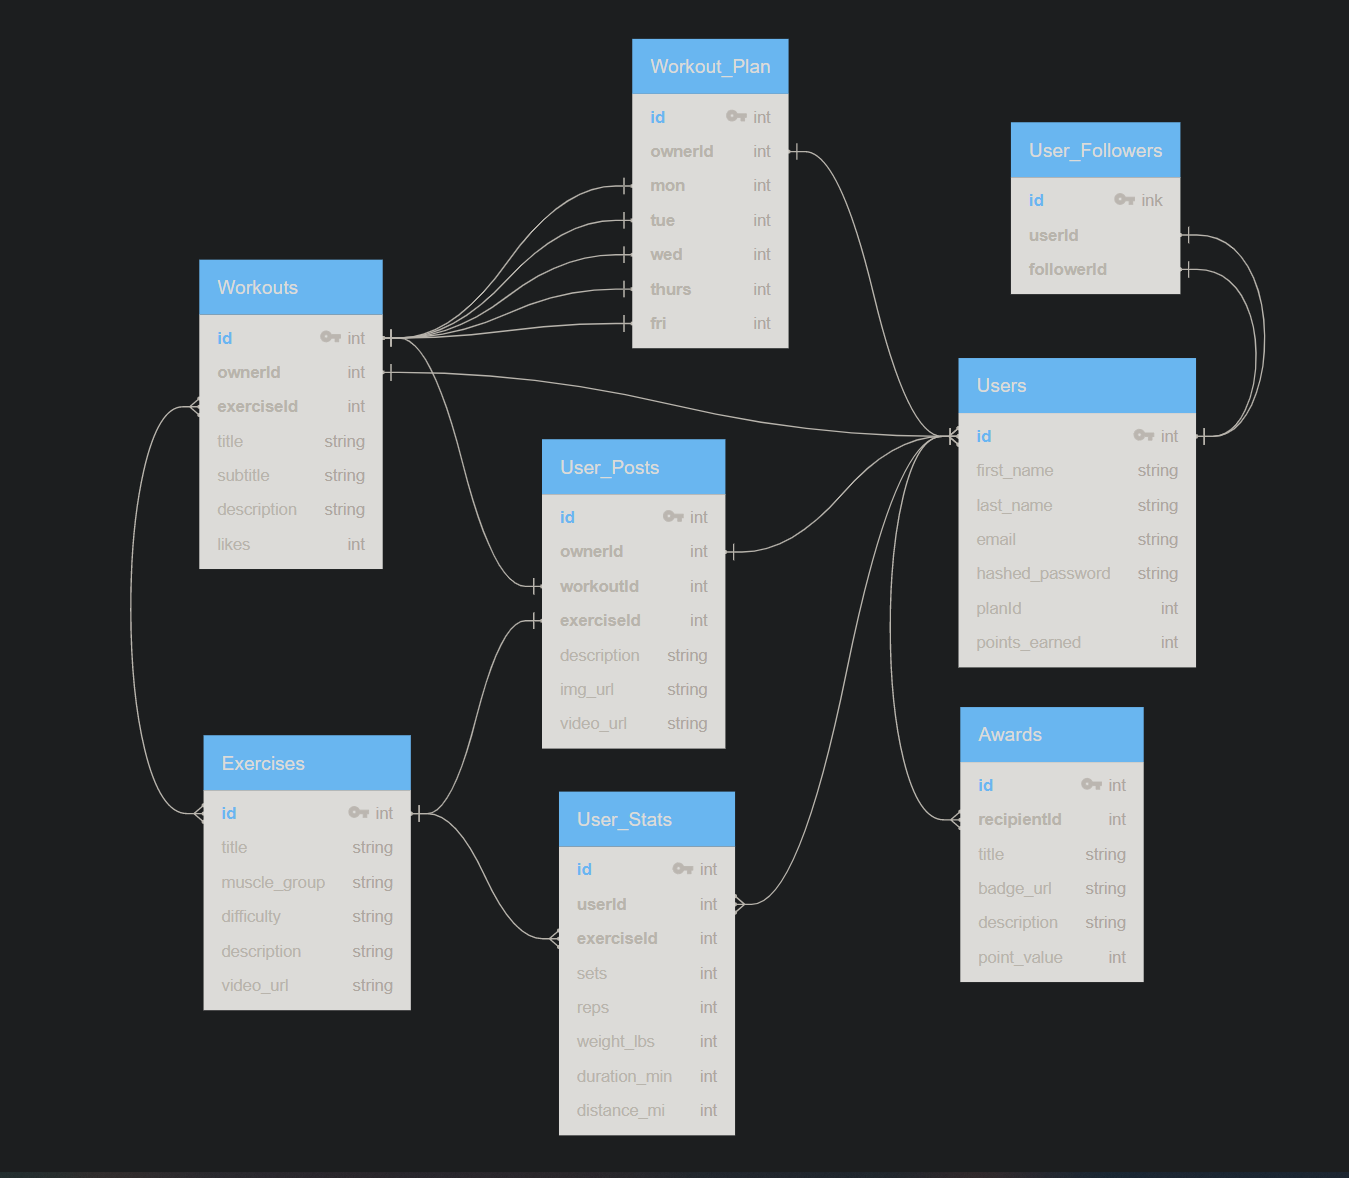 Workout_Plan
id int
ownerId int
mon int
tue int
wed int
thurs int
fri int
User_Followers
id ink
userId
followerId
Workouts
id int
ownerId int
exerciseId int
title string
subtitle string
description string
likes int
Users
id int
first_name string
last_name string
email string
hashed_password string
planId int
points_earned int
User_Posts
id int
ownerId int
workoutId int
exerciseId int
description string
img_url string
video_url string
Awards
id int
recipientId int
title string
badge_url string
description string
point_value int
Exercises
id int
title string
muscle_group string
difficulty string
description string
video_url string
User_Stats
id int
userId int
exerciseId int
sets int
reps int
weight_lbs int
duration_min int
distance_mi int